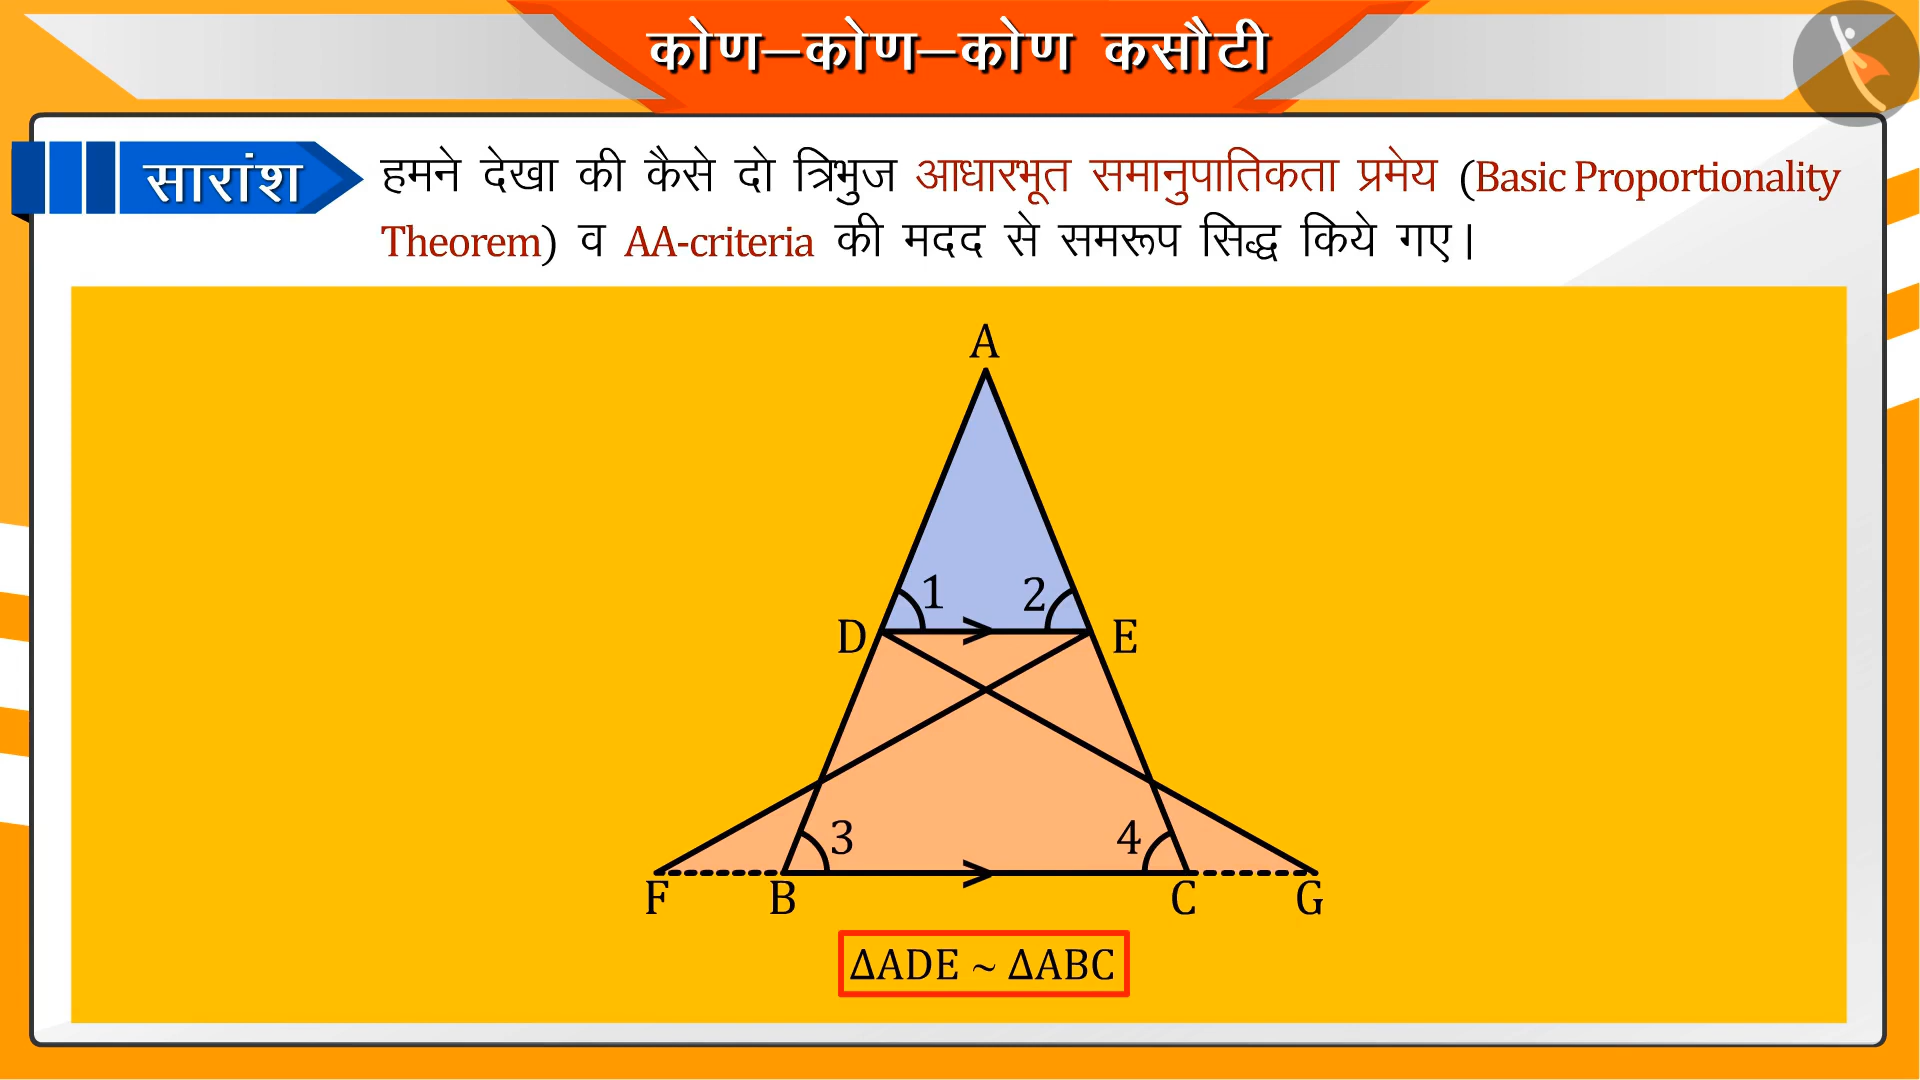 कोण–कोण–कोण कसौटी
सारांश
हमने देखा की कैसे दो त्रिभुज आधारभूत समानुपातिकता प्रमेय (Basic Proportionality
Theorem) व AA-criteria की मदद से समरूप सिद्ध किये गए।
A
1 2
D E
3 4
F B C G
ΔADE ~ ΔABC